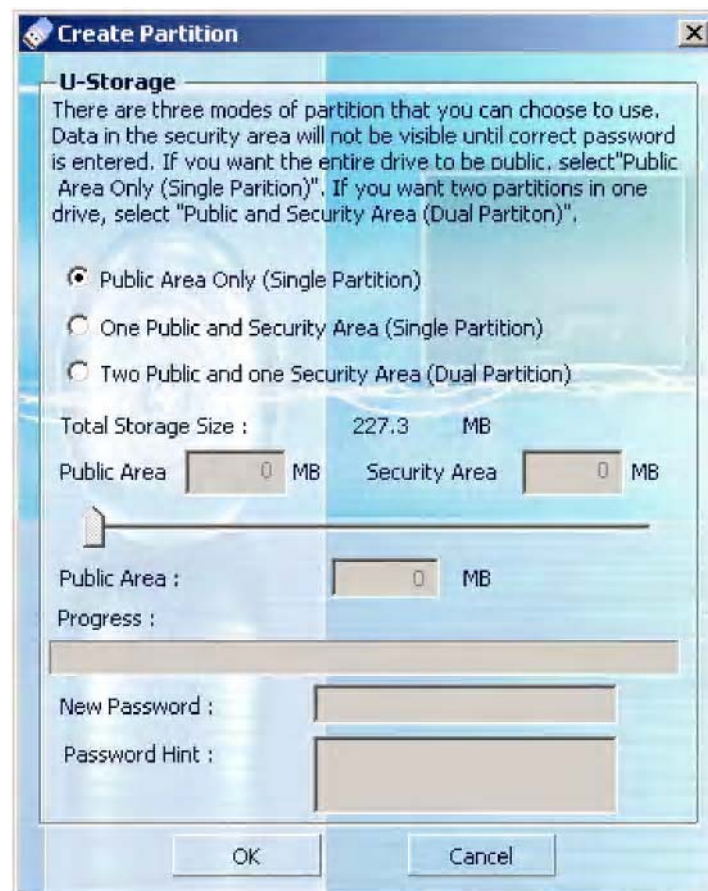 Create Partition
U-Storage
There are three modes of partition that you can choose to use.
Data in the security area will not be visible until correct password
is entered. If you want the entire drive to be public, select"Public
Area Only (Single Parition)". If you want two partitions in one
drive, select "Public and Security Area (Dual Partiton)".
Public Area Only (Single Partition)
One Public and Security Area (Single Partition)
Two Public and one Security Area (Dual Partition)
Total Storage Size : 227.3 MB
Public Area 0 MB Security Area 0 MB
Public Area : 0 MB
Progress :
New Password :
Password Hint :
OK Cancel